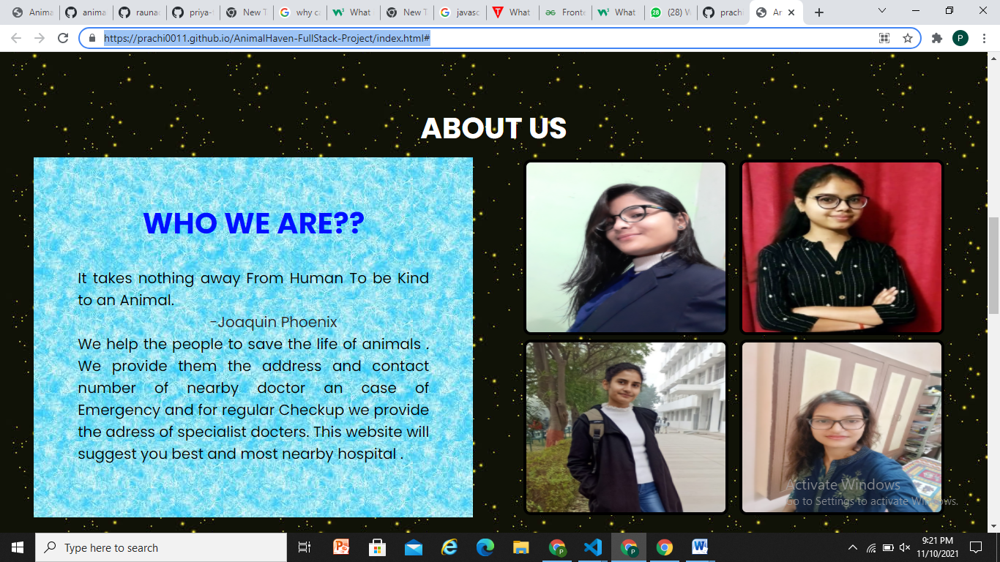 Anima
anima
rauna
priya-
New T
why ca
What
New T
javasc
What
Fronte
What
(28) W
prachi
Ar
https://prachi0011.github.io/AnimalHaven-FullStack-Project/index.html#
P
ABOUT US
WHO WE ARE??
It takes nothing away From Human To be Kind
to an Animal.
-Joaquin Phoenix
We help the people to save the life of animals .
We provide them the address and contact
number of nearby doctor an case of
Emergency and for regular Checkup we provide
the adress of specialist docters. This website will
suggest you best and most nearby hospital .
Activate Windows
Go to Settings to activate Windows.
Type here to search
9:21 PM
11/10/2021